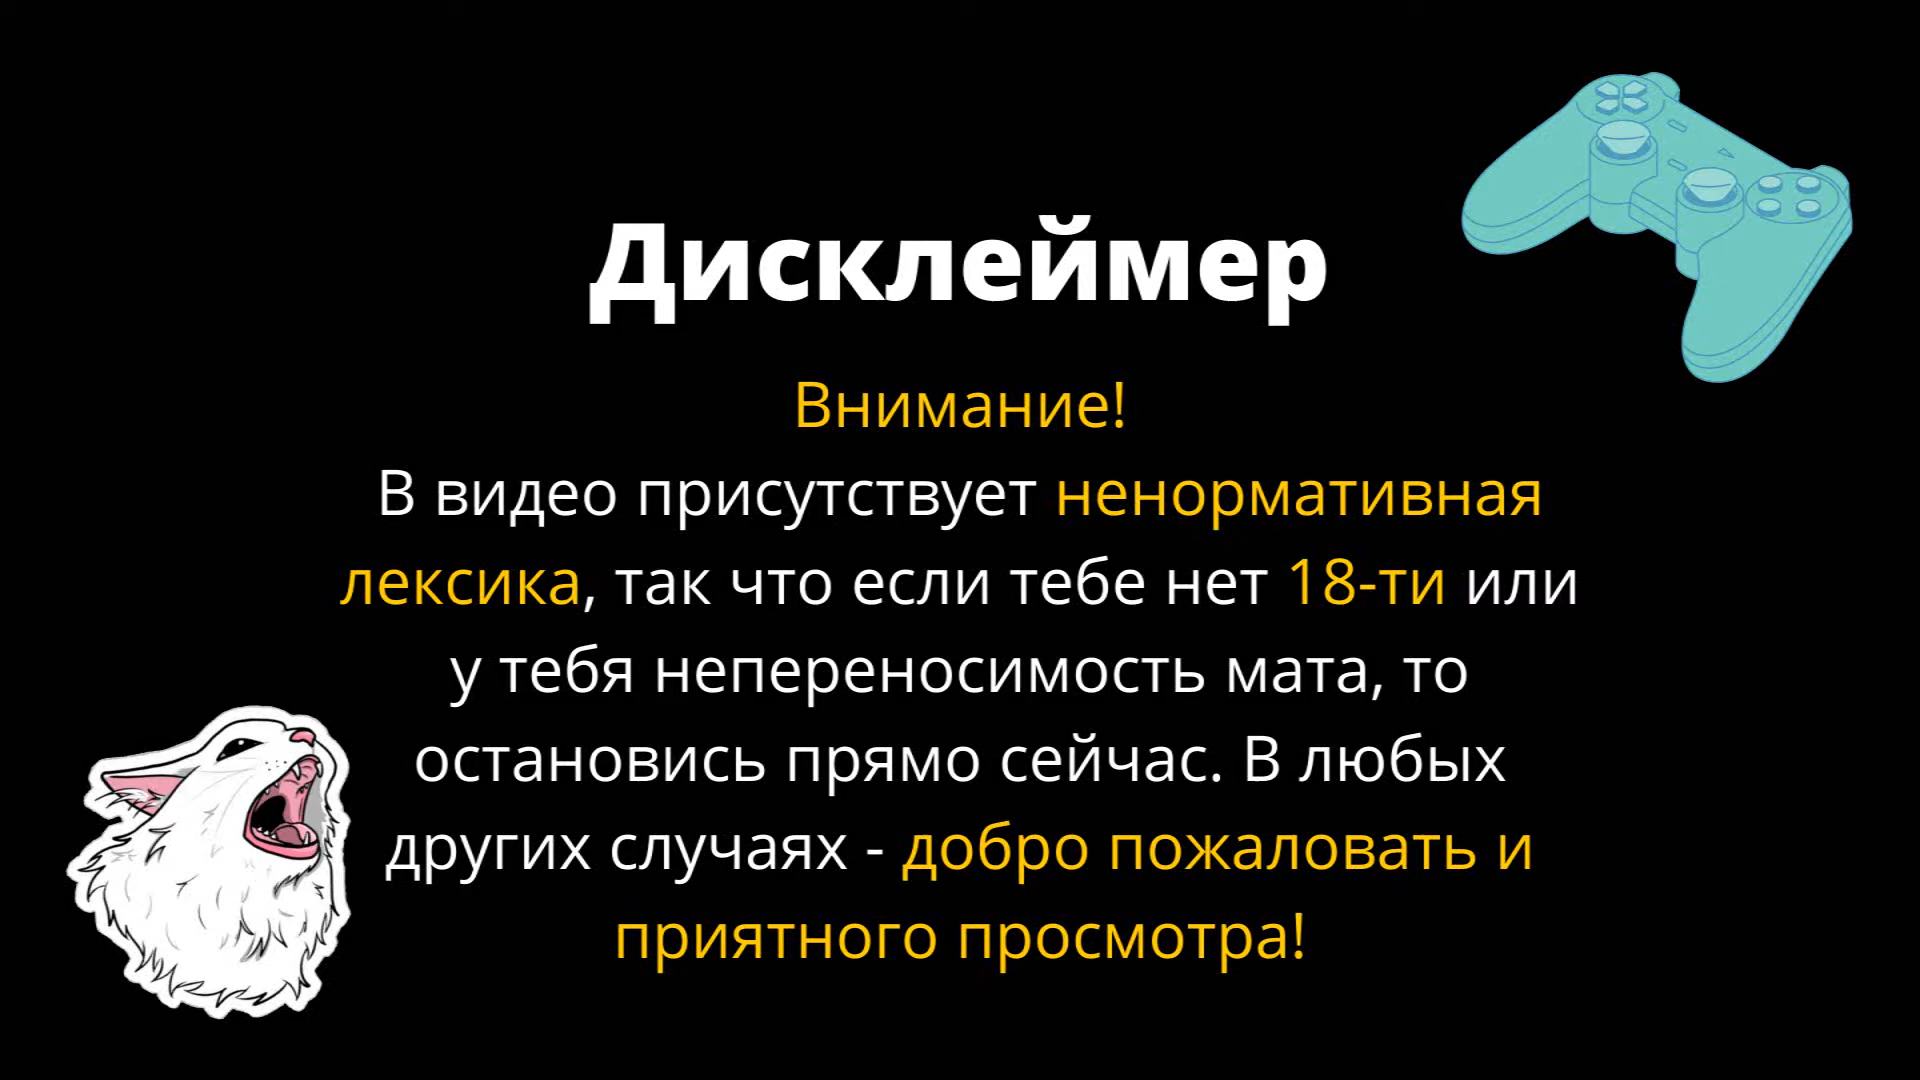 Дисклеймер
Внимание!
В видео присутствует ненормативная
лексика, так что если тебе нет 18-ти или
у тебя непереносимость мата, то
остановись прямо сейчас. В любых
других случаях - добро пожаловать и
приятного просмотра!